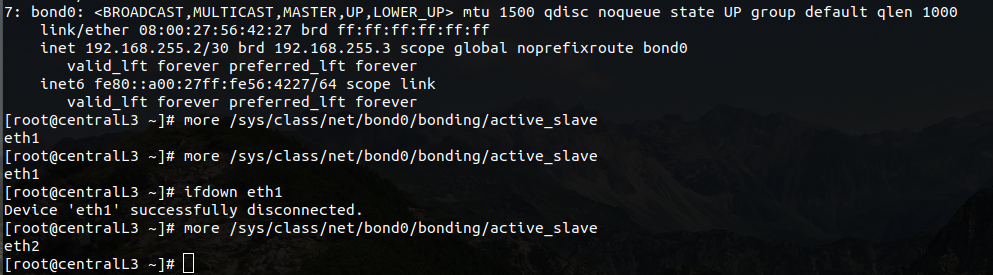 7: bond0: <BROADCAST,MULTICAST,MASTER,UP,LOWER_UP> mtu 1500 qdisc noqueue state UP group default qlen 1000
link/ether 08:00:27:56:42:27 brd ff:ff:ff:ff:ff:ff
inet 192.168.255.2/30 brd 192.168.255.3 scope global noprefixroute bond0
valid_lft forever preferred_lft forever
inet6 fe80::a00:27ff:fe56:4227/64 scope link
valid_lft forever preferred_lft forever
[root@centralL3 ~]# more /sys/class/net/bond0/bonding/active_slave
eth1
[root@centralL3 ~]# more /sys/class/net/bond0/bonding/active_slave
eth1
[root@centralL3 ~]# ifdown eth1
Device 'eth1' successfully disconnected.
[root@centralL3 ~]# more /sys/class/net/bond0/bonding/active_slave
eth2
[root@centralL3 ~]#